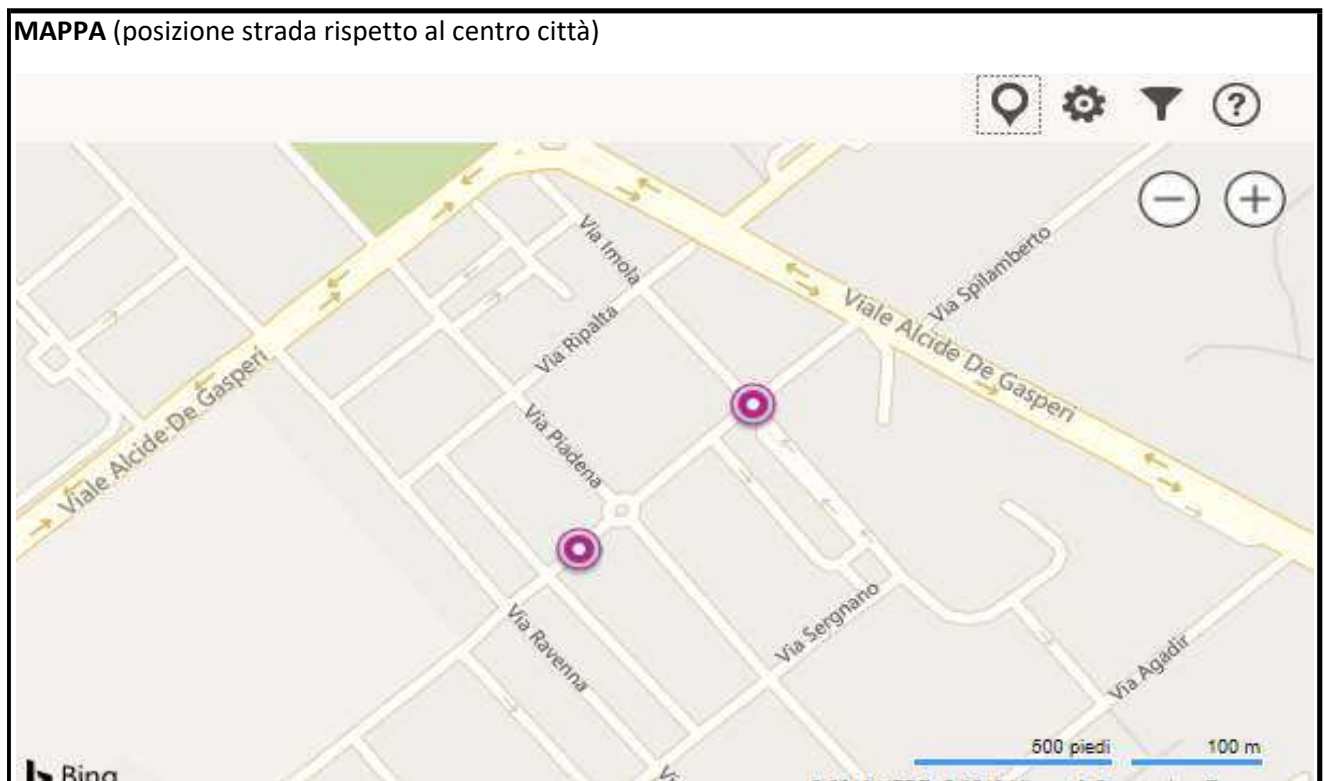 MAPPA (posizione strada rispetto al centro città)
?
Via Imola
Via Spilamberto
Viale Alcide De Gasperi
Via Ripalta
Viale Alcide De Gasperi
Via Piadena
Via Sergnano
Via Ravenna
Via Agadir
500 piedi 100 m
Bing